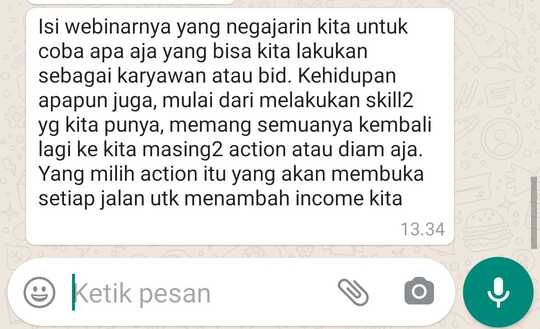 Isi webinarnya yang negajarin kita untuk
coba apa aja yang bisa kita lakukan
sebagai karyawan atau bid. Kehidupan
apapun juga, mulai dari melakukan skill2
yg kita punya, memang semuanya kembali
lagi ke kita masing2 action atau diam aja.
Yang milih action itu yang akan membuka
setiap jalan utk menambah income kita
13.34
Ketik pesan